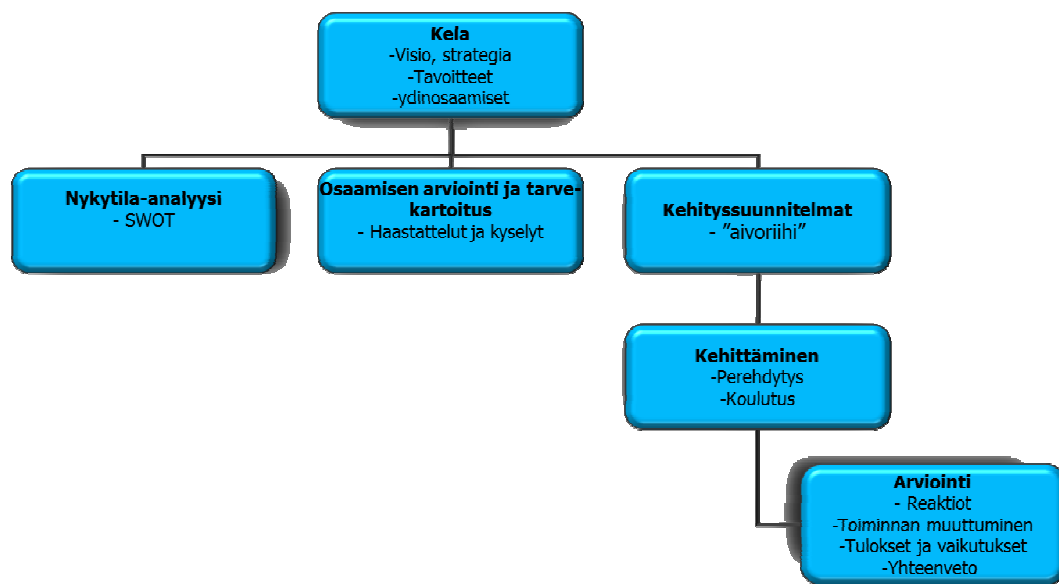 Kela
-Visio, strategia
-Tavoitteet
-ydinosaamiset
Nykytila-analyysi
- SWOT
Osaamisen arviointi ja tarve-
kartoitus
- Haastattelut ja kyselyt
Kehityssuunnitelmat
- ”aivoriihi”
Kehittäminen
-Perehdytys
-Koulutus
Arviointi
- Reaktiot
-Toiminnan muuttuminen
-Tulokset ja vaikutukset
-Yhteenveto